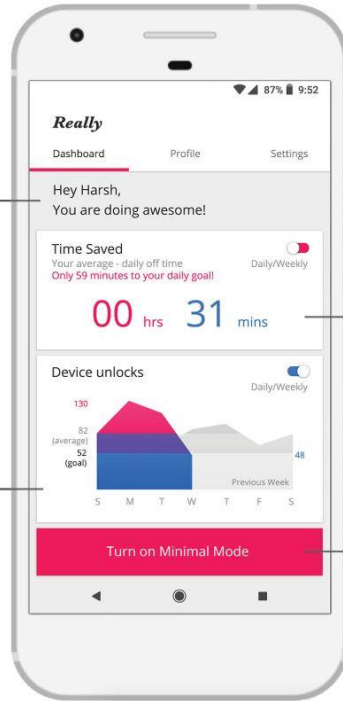 87% 9:52
Really
Dashboard Profile Settings
Hey Harsh,
You are doing awesome!
Time Saved
Your average - daily off time
Only 59 minutes to your daily goal!
Daily/Weekly
00 hrs 31 mins
Device unlocks
Daily/Weekly
130
82
(average)
52
(goal)
48
Previous Week
S M T W T F S
Turn on Minimal Mode